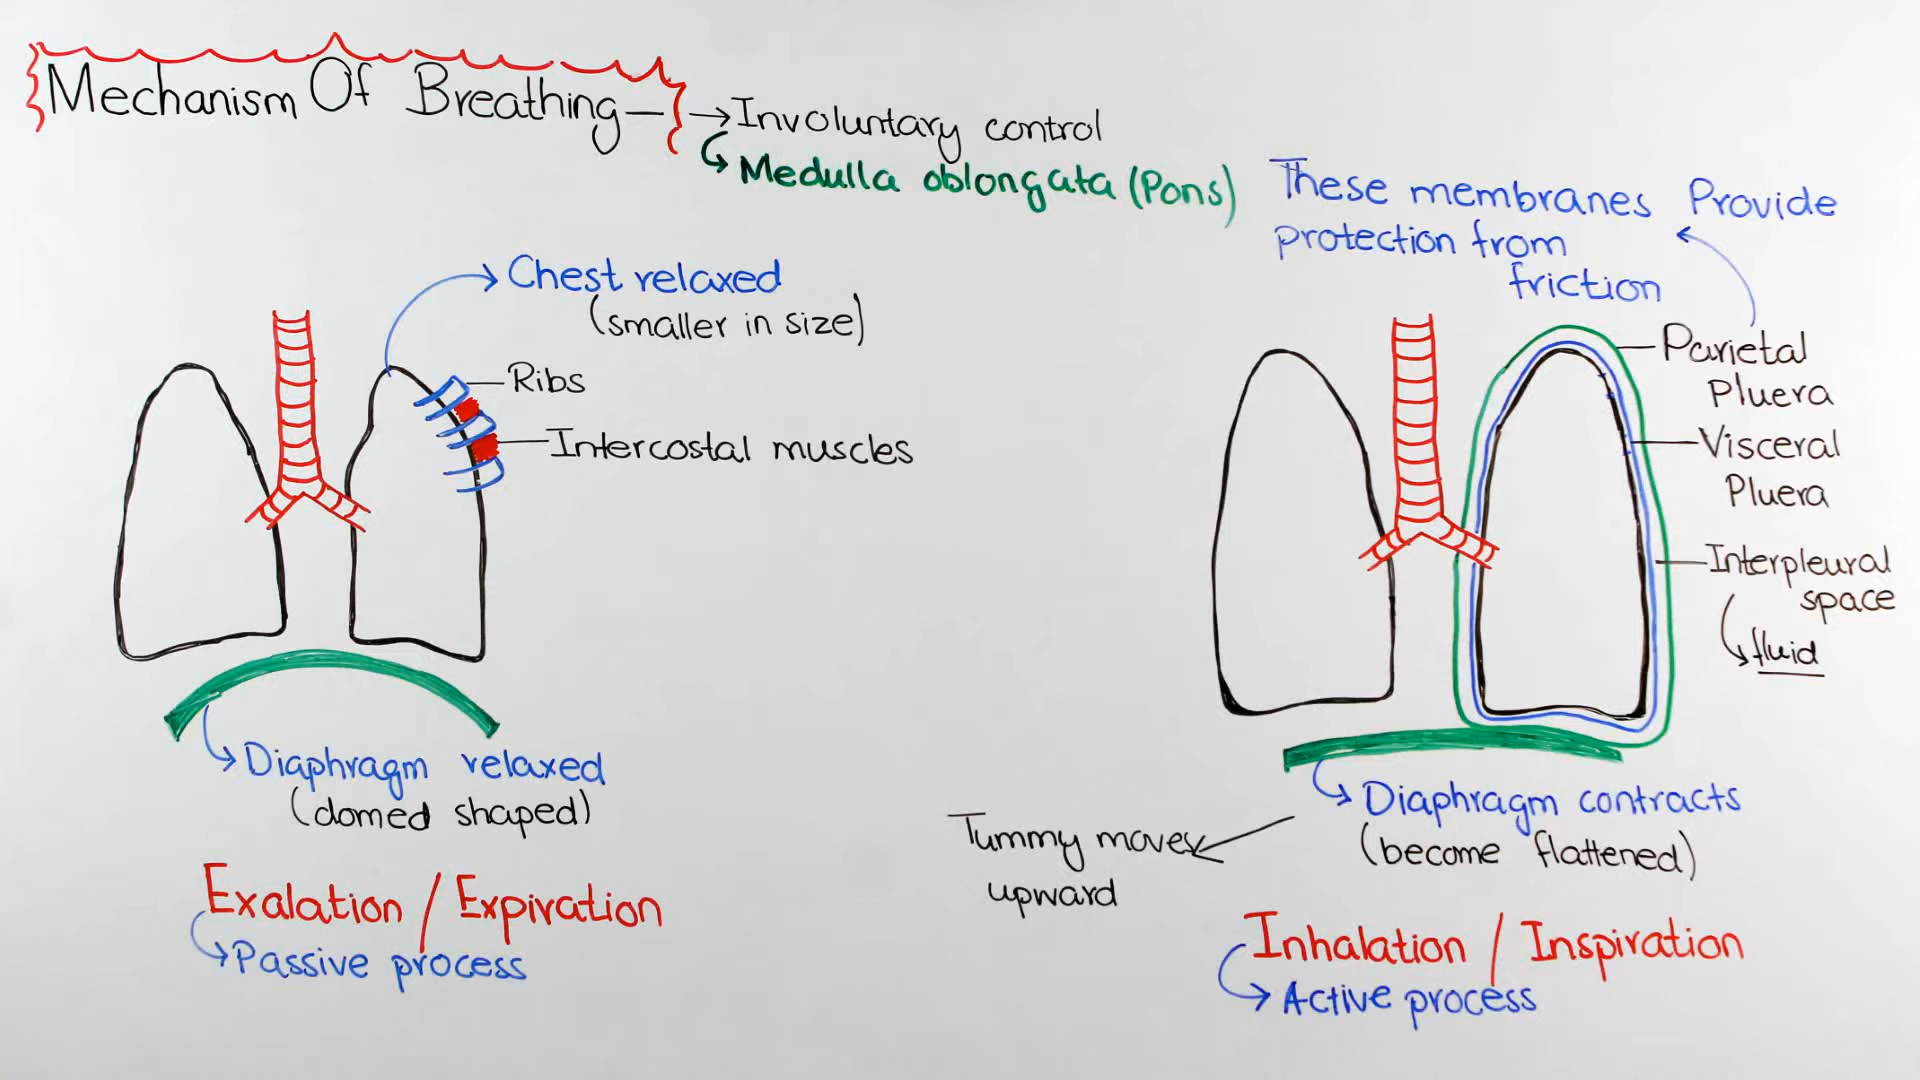 Mechanism Of Breathing
Involuntary control
Medulla oblongata (Pons)
These membranes Provide
protection from
friction
Chest relaxed
(smaller in size)
Ribs
Intercostal muscles
Parietal
Pluera
Visceral
Pluera
Interpleural
space
fluid
Diaphragm relaxed
(domed shaped)
Exalation / Expiration
Passive process
Diaphragm contracts
(become flattened)
Tummy moves
upward
Inhalation / Inspiration
Active process